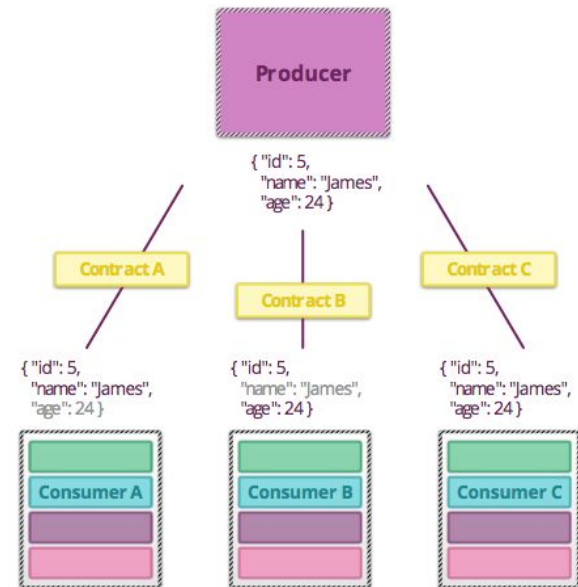 Producer
{ "id": 5,
"name": "James",
"age": 24 }
Contract A
Contract C
Contract B
{ "id": 5,
"name": "James",
"age": 24 }
{ "id": 5,
"name": "James",
"age": 24 }
{ "id": 5,
"name": "James",
"age": 24 }
Consumer A
Consumer B
Consumer C